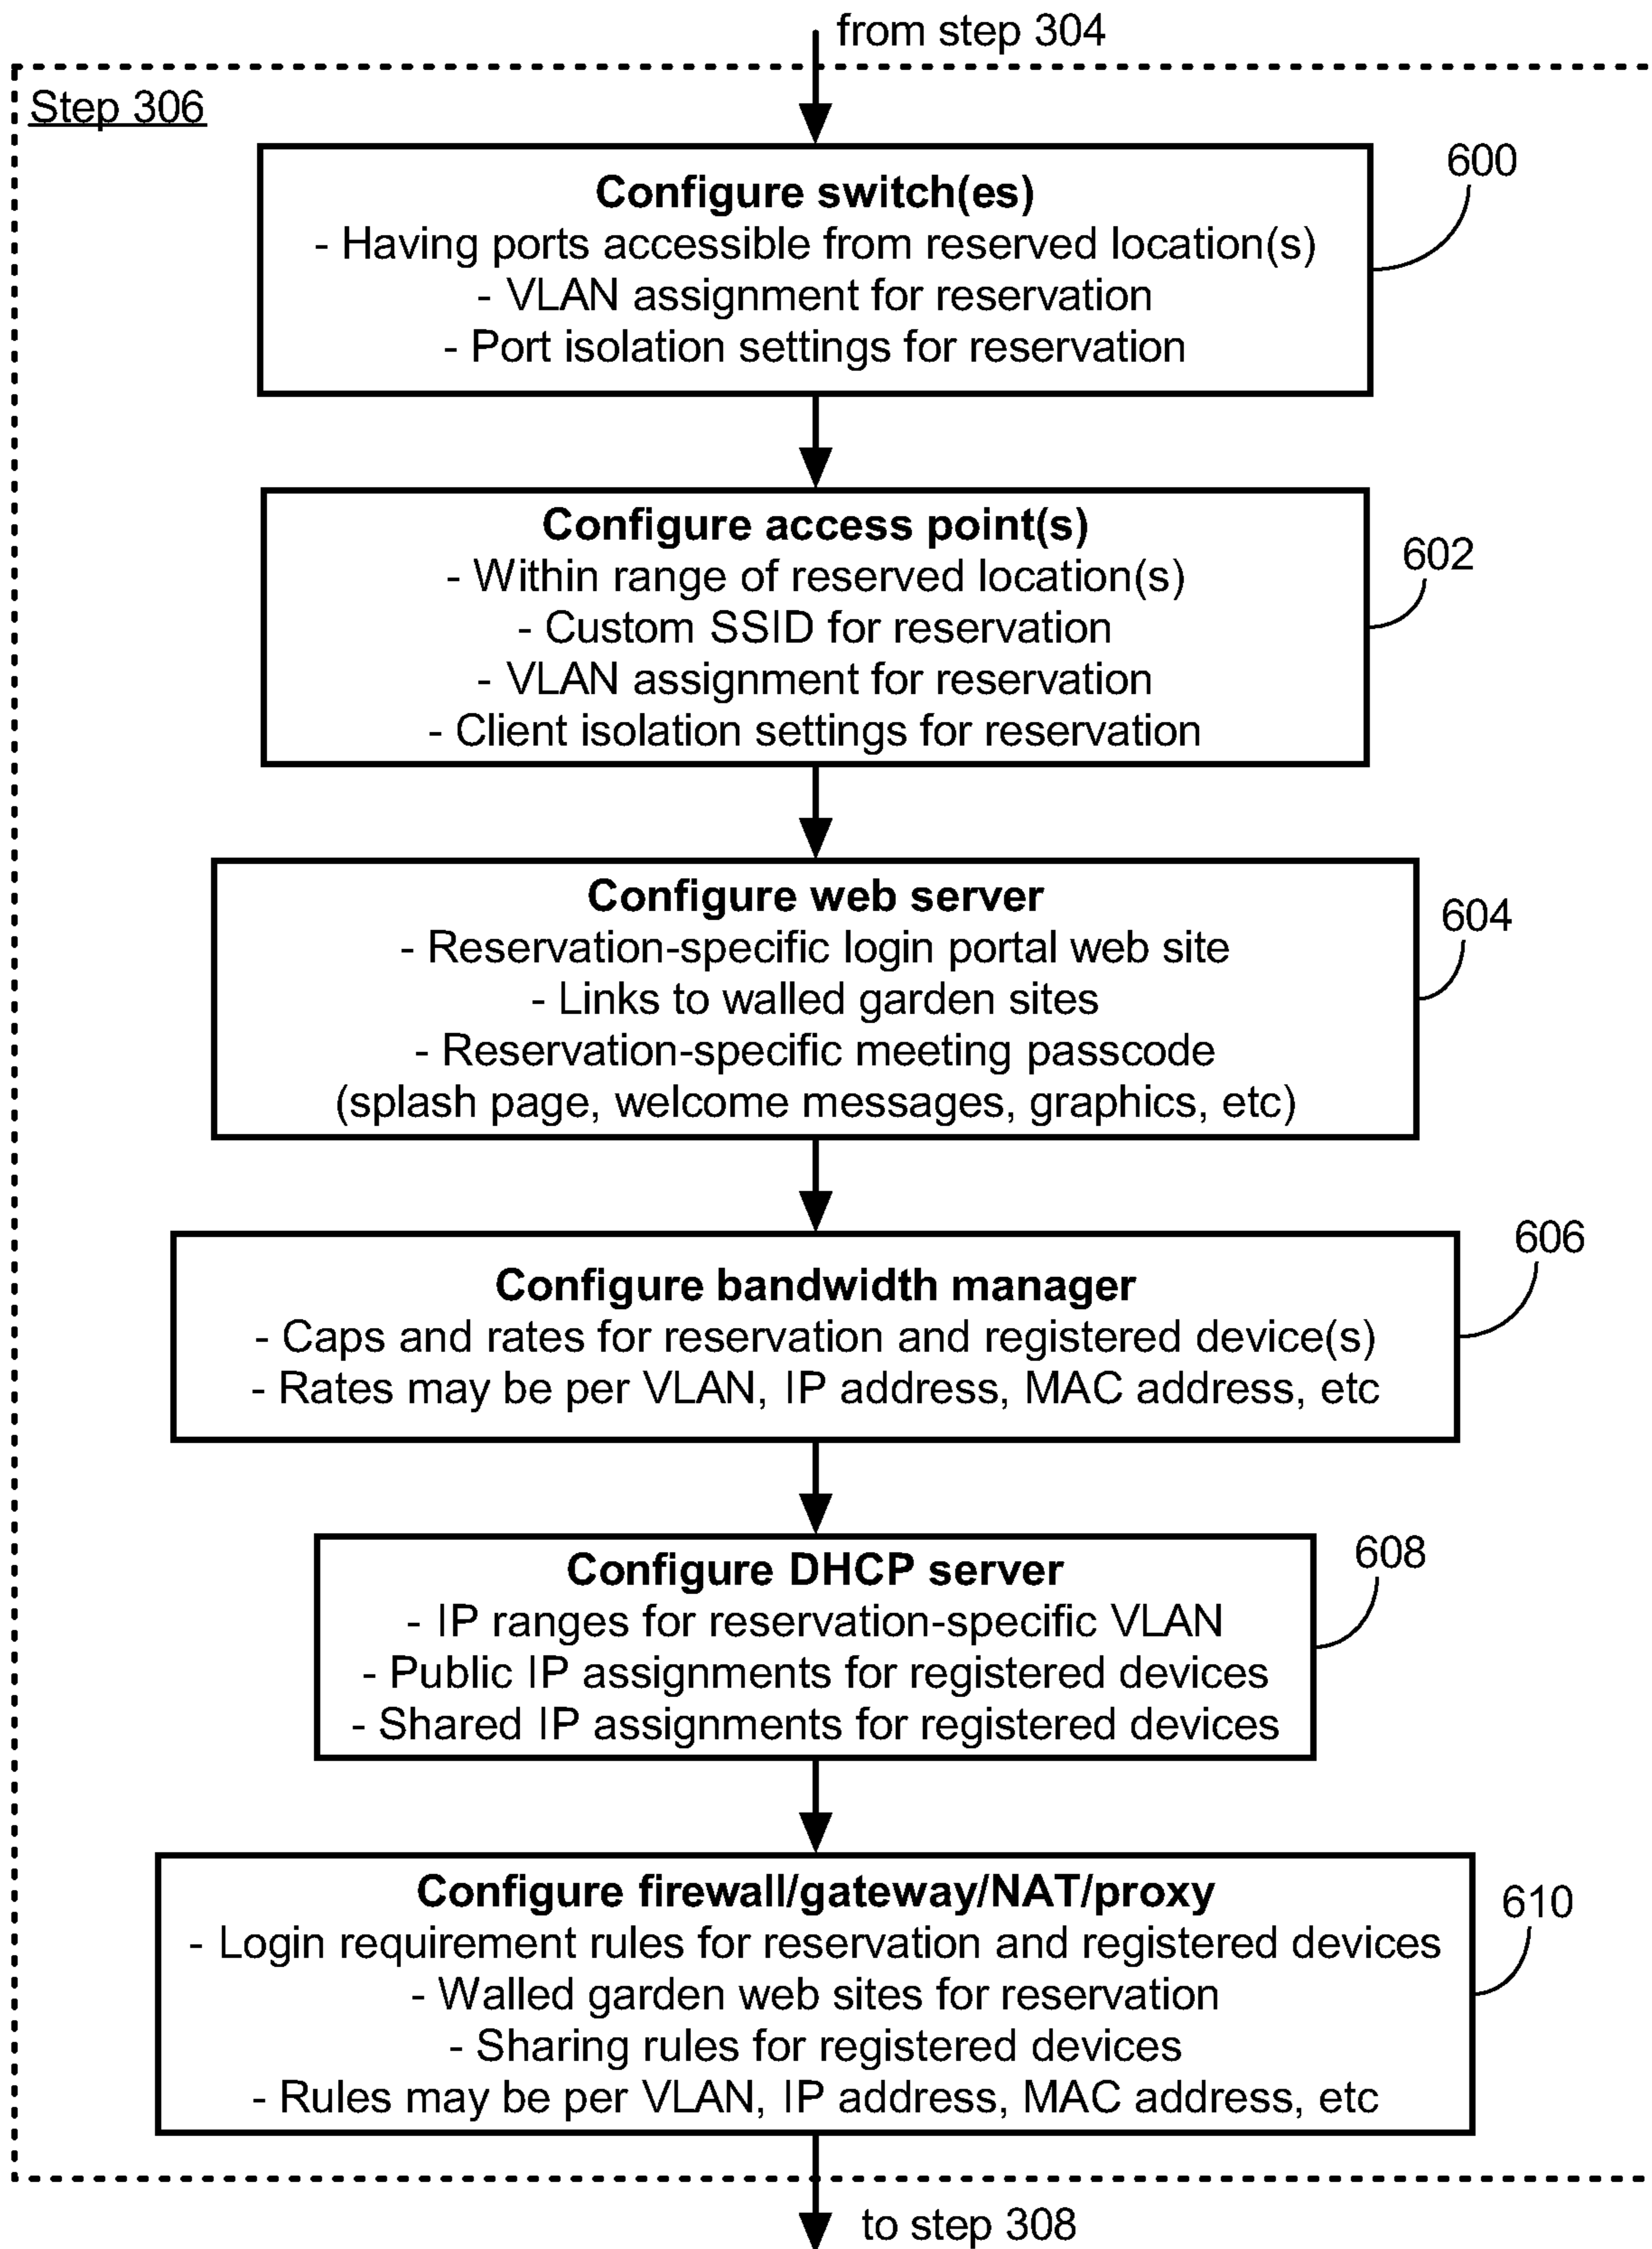 from step 304
Step 306
Configure switch(es)
- Having ports accessible from reserved location(s)
- VLAN assignment for reservation
- Port isolation settings for reservation
600
Configure access point(s)
- Within range of reserved location(s)
- Custom SSID for reservation
- VLAN assignment for reservation
- Client isolation settings for reservation
602
Configure web server
- Reservation-specific login portal web site
- Links to walled garden sites
- Reservation-specific meeting passcode
(splash page, welcome messages, graphics, etc)
604
Configure bandwidth manager
- Caps and rates for reservation and registered device(s)
- Rates may be per VLAN, IP address, MAC address, etc
606
Configure DHCP server
- IP ranges for reservation-specific VLAN
- Public IP assignments for registered devices
- Shared IP assignments for registered devices
608
Configure firewall/gateway/NAT/proxy
- Login requirement rules for reservation and registered devices
- Walled garden web sites for reservation
- Sharing rules for registered devices
- Rules may be per VLAN, IP address, MAC address, etc
610
to step 308